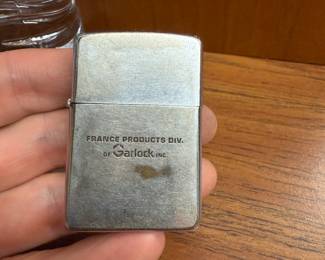 FRANCE PRODUCTS DIV.
OF Garlock INC.